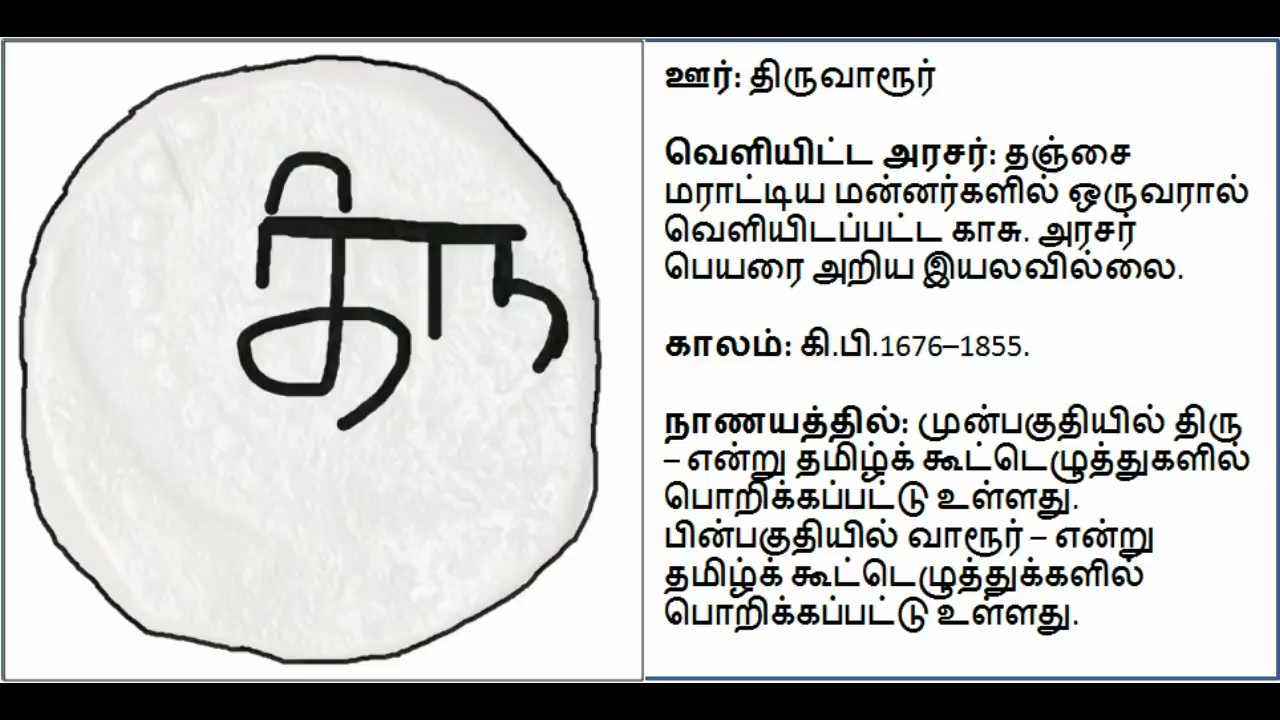 திரு
ஊர்: திருவாரூர்
வெளியிட்ட அரசர்: தஞ்சை
மராட்டிய மன்னர்களில் ஒருவரால்
வெளியிடப்பட்ட காசு. அரசர்
பெயரை அறிய இயலவில்லை.
காலம்: கி.பி.1676–1855.
நாணயத்தில்: முன்பகுதியில் திரு
– என்று தமிழ்க் கூட்டெழுத்துகளில்
பொறிக்கப்பட்டு உள்ளது.
பின்பகுதியில் வாரூர் – என்று
தமிழ்க் கூட்டெழுத்துக்களில்
பொறிக்கப்பட்டு உள்ளது.